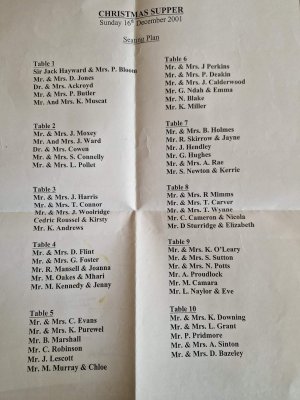 CHRISTMAS SUPPER
Sunday 16th December 2001
Seating Plan
Table 1
Sir Jack Hayward & Mrs. P. Bloom
Mr. & Mrs. D. Jones
Dr. & Mrs. Ackroyd
Mr. & Mrs. P. Butler
Mr. And Mrs. K. Muscat
Table 2
Mr. & Mrs. J. Moxey
Mr. And Mrs. J. Ward
Dr. & Mrs. Cowen
Mr. & Mrs. S. Connelly
Mr. & Mrs. L. Pollet
Table 3
Mr. & Mrs. J. Harris
Mr. & Mrs. T. Connor
Mr. & Mrs. J. Woolridge
Cedric Roussel & Kirsty
Mr. K. Andrews
Table 4
Mr. & Mrs. D. Flint
Mr. & Mrs. G. Foster
Mr. R. Mansell & Joanna
Mr. M. Oakes & Mhari
Mr. M. Kennedy & Jenny
Table 5
Mr. & Mrs. C. Evans
Mr. & Mrs. K. Purewel
Mr. B. Marshall
Mr. C. Robinson
Mr. J. Lescott
Mr. M. Murray & Chloe
Table 6
Mr. & Mrs. J Perkins
Mr. & Mrs. P. Deakin
Mr. & Mrs. J. Calderwood
Mr. G. Ndah & Emma
Mr. N. Blake
Mr. K. Miller
Table 7
Mr. & Mrs. B. Holmes
Mr. R. Skirrow & Jayne
Mr. J. Hendley
Mr. G. Hughes
Mr. & Mrs. A. Rae
Mr. S. Newton & Kerrie
Table 8
Mr. & Mrs. R Mimms
Mr. & Mrs. T. Carver
Mr. & Mrs. T. Wynne
Mr. C. Cameron & Nicola
Mr. D Sturridge & Elizabeth
Table 9
Mr. & Mrs. K. O'Leary
Mr. & Mrs. S. Sutton
Mr. & Mrs. N. Potts
Mr. A. Proudlock
Mr. M. Camara
Mr. L. Naylor & Eve
Table 10
Mr. & Mrs. K. Downing
Mr. & Mrs. L. Grant
Mr. P. Pridmore
Mr. & Mrs. A. Sinton
Mr. & Mrs. D. Bazeley